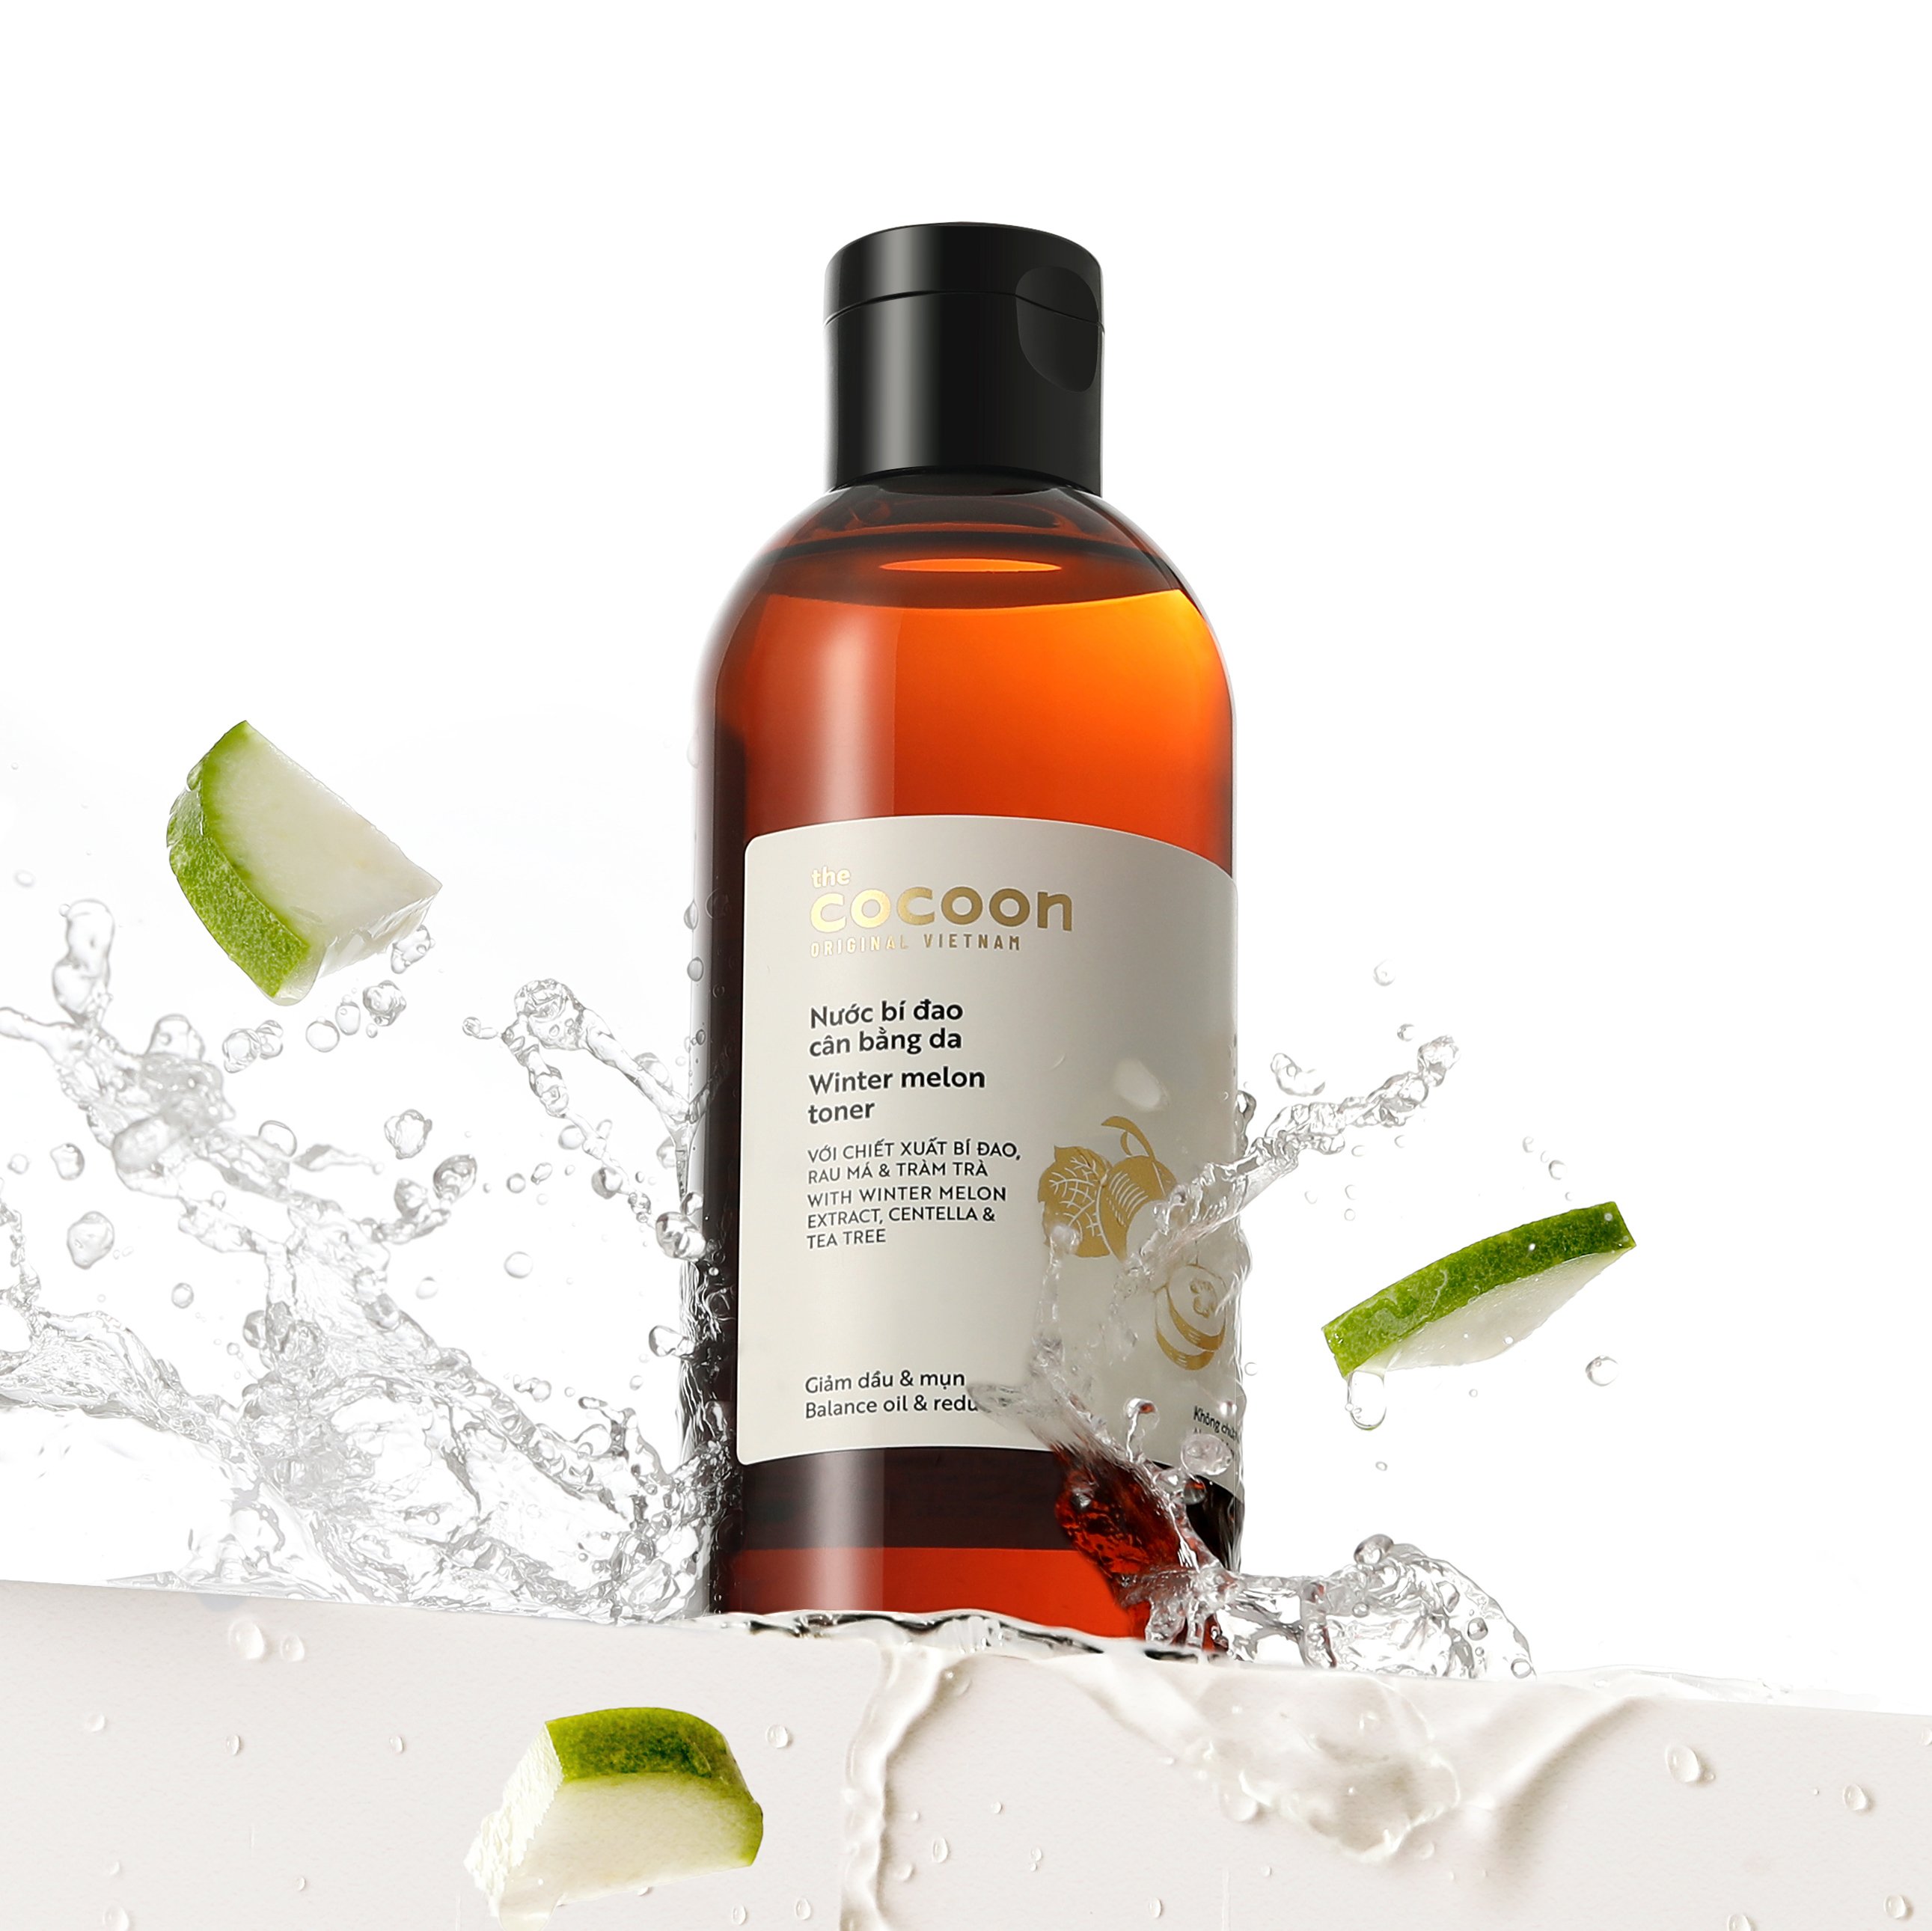 the
cocoon
ORIGINAL VIETNAM
Nước bí đao
cân bằng da
Winter melon
toner
VỚI CHIẾT XUẤT BÍ ĐAO,
RAU MÁ & TRÀM TRÀ
WITH WINTER MELON
EXTRACT, CENTELLA &
TEA TREE
Giảm dầu & mụn
Balance oil &
Không